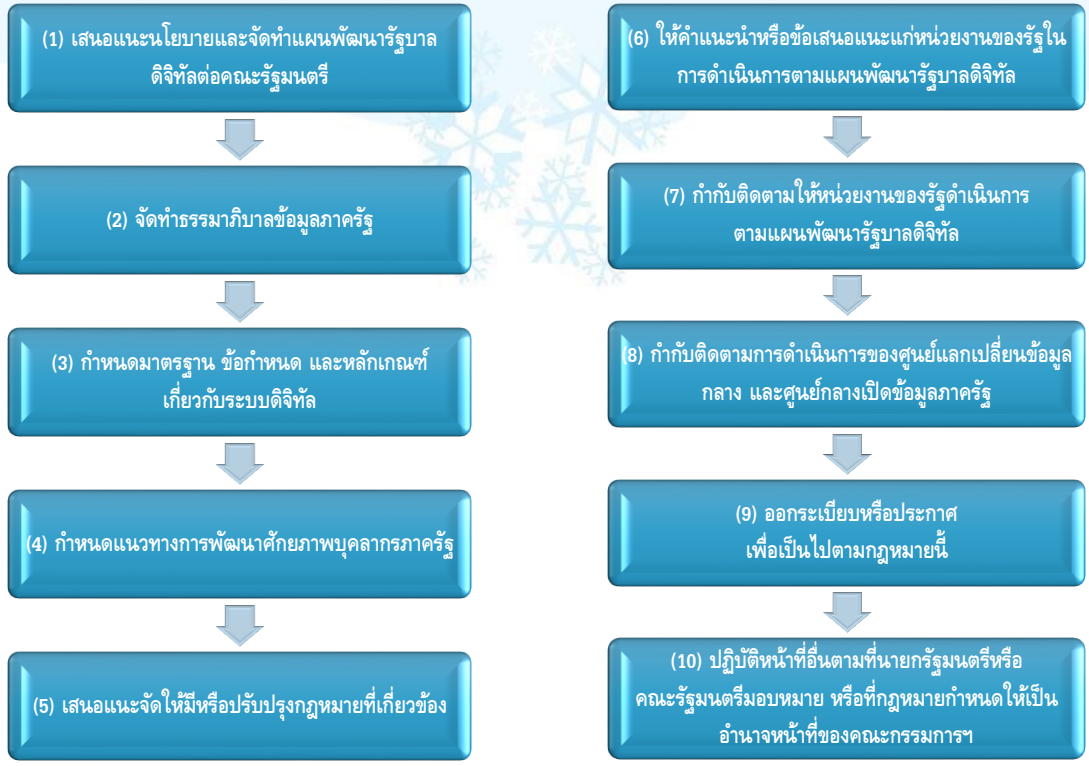 (1) เสนอแนะนโยบายและจัดทำแผนพัฒนารัฐบาล
ดิจิทัลต่อคณะรัฐมนตรี
(2) จัดทำธรรมาภิบาลข้อมูลภาครัฐ
(3) กำหนดมาตรฐาน ข้อกำหนด และหลักเกณฑ์
เกี่ยวกับระบบดิจิทัล
(4) กำหนดแนวทางการพัฒนาศักยภาพบุคลากรภาครัฐ
(5) เสนอแนะจัดให้มีหรือปรับปรุงกฎหมายที่เกี่ยวข้อง
(6) ให้คำแนะนำหรือข้อเสนอแนะแก่หน่วยงานของรัฐใน
การดำเนินการตามแผนพัฒนารัฐบาลดิจิทัล
(7) กำกับติดตามให้หน่วยงานของรัฐดำเนินการ
ตามแผนพัฒนารัฐบาลดิจิทัล
(8) กำกับติดตามการดำเนินการของศูนย์แลกเปลี่ยนข้อมูล
กลาง และศูนย์กลางเปิดข้อมูลภาครัฐ
(9) ออกระเบียบหรือประกาศ
เพื่อเป็นไปตามกฎหมายนี้
(10) ปฏิบัติหน้าที่อื่นตามที่นายกรัฐมนตรีหรือ
คณะรัฐมนตรีมอบหมาย หรือที่กฎหมายกำหนดให้เป็น
อำนาจหน้าที่ของคณะกรรมการฯ